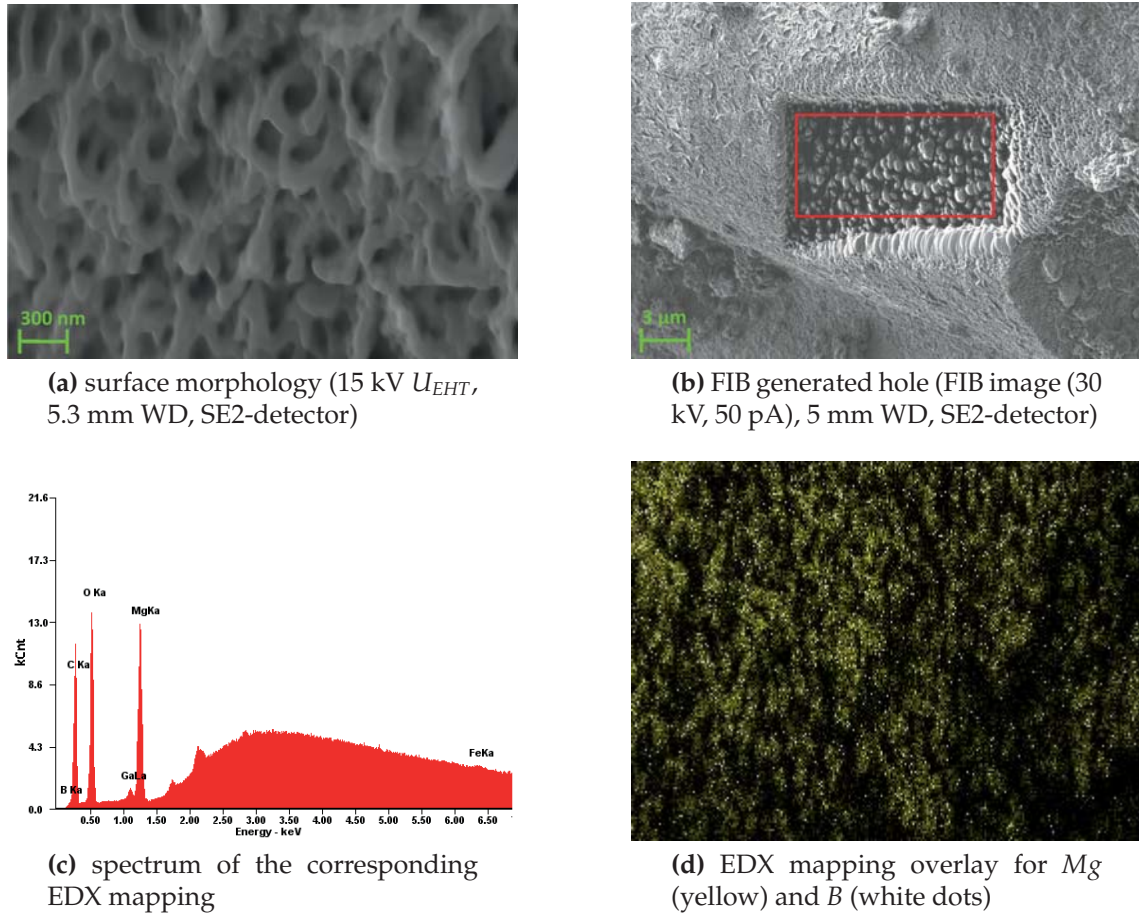 300 nm
3 µm
(a) surface morphology (15 kV U_EHT,
5.3 mm WD, SE2-detector)
(b) FIB generated hole (FIB image (30
kV, 50 pA), 5 mm WD, SE2-detector)
21.6
17.3
13.0
8.6
4.3
0.0
kCnt
O Ka
MgKa
C Ka
GaLa
B Ka
FeKa
0.50 1.00 1.50 2.00 2.50 3.00 3.50 4.00 4.50 5.00 5.50 6.00 6.50
Energy - keV
(c) spectrum of the corresponding
EDX mapping
(d) EDX mapping overlay for Mg
(yellow) and B (white dots)